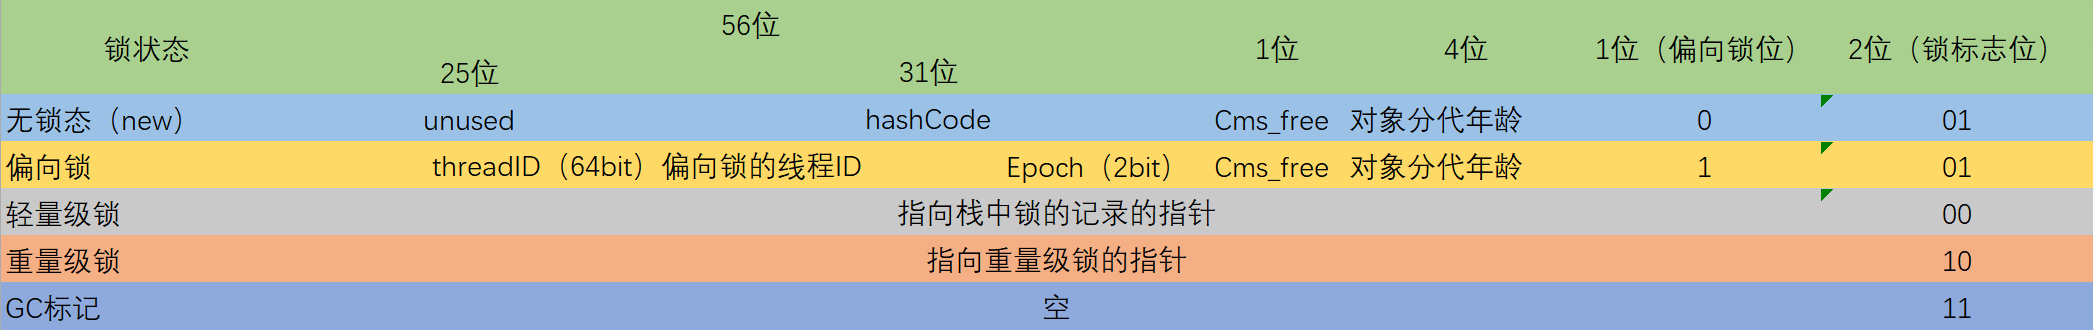 锁状态 56位 25位 31位 1位 4位 1位（偏向锁位） 2位（锁标志位）
无锁态（new） unused hashCode Cms_free 对象分代年龄 0 01
偏向锁 threadID（64bit）偏向锁的线程ID Epoch（2bit） Cms_free 对象分代年龄 1 01
轻量级锁 指向栈中锁的记录的指针 00
重量级锁 指向重量级锁的指针 10
GC标记 空 11